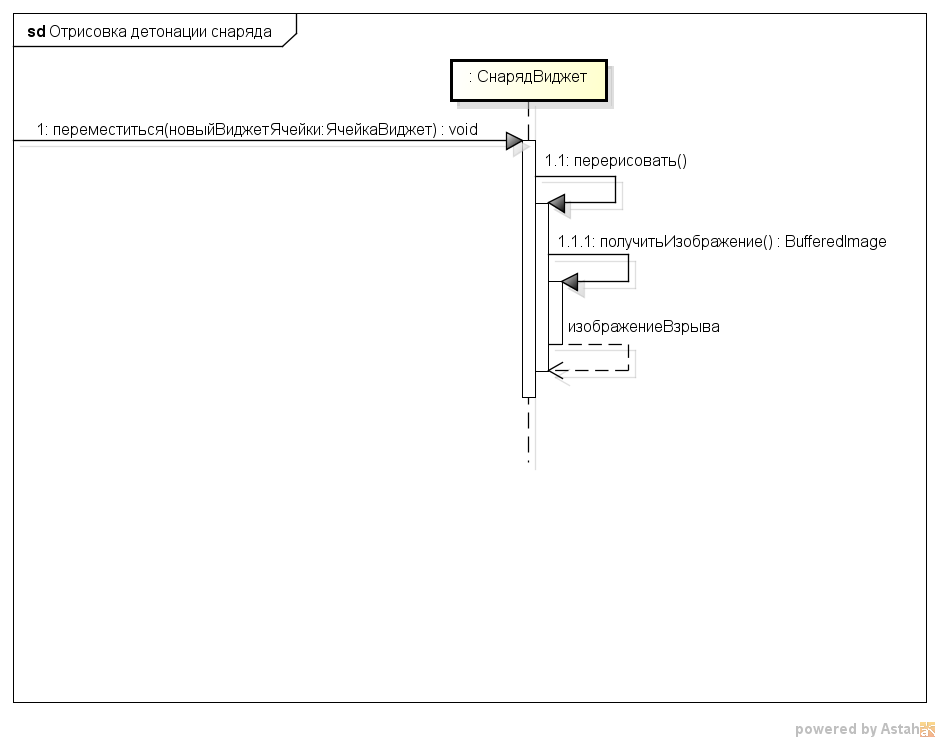 sd Отрисовка детонации снаряда
: СнарядВиджет
1: переместиться(новыйВиджетЯчейки:ЯчейкаВиджет) : void
1.1: перерисовать()
1.1.1: получитьИзображение() : BufferedImage
изображениеВзрыва
powered by Astah